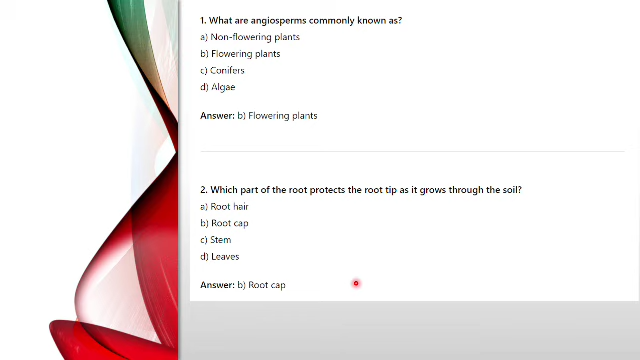 1. What are angiosperms commonly known as?
a) Non-flowering plants
b) Flowering plants
c) Conifers
d) Algae
Answer: b) Flowering plants
2. Which part of the root protects the root tip as it grows through the soil?
a) Root hair
b) Root cap
c) Stem
d) Leaves
Answer: b) Root cap